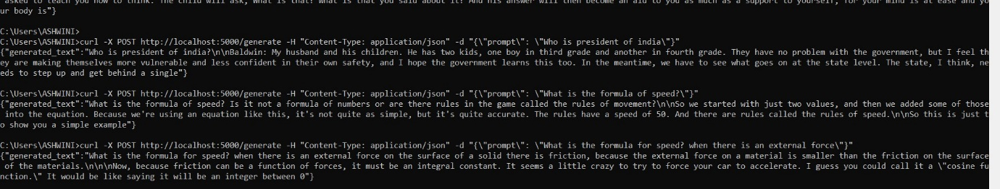 asked to teach you how to think. The child will ask, What is that? What is that you said about it? And his answer will then become an aid to you as much as a support to yourself, for your mind is at ease and yo
ur body is"}
C:\Users\ASHWINI>
C:\Users\ASHWINI>curl -X POST http://localhost:5000/generate -H "Content-Type: application/json" -d "{\"prompt\": \"Who is president of india\"}"
{"generated_text":"Who is president of india?\n\nBaldwin: My husband and his children. He has two kids, one boy in third grade and another in fourth grade. They have no problem with the government, but I feel th
ey are making themselves more vulnerable and less confident in their own safety, and I hope the government learns this too. In the meantime, we have to see what goes on at the state level. The state, I think, ne
eds to step up and get behind a single"}
C:\Users\ASHWINI>curl -X POST http://localhost:5000/generate -H "Content-Type: application/json" -d "{\"prompt\": \"What is the formula of speed?\"}"
{"generated_text":"What is the formula of speed? Is it not a formula of numbers or are there rules in the game called the rules of movement?\n\nSo we started with just two values, and then we added some of those
 into the equation. Because we're using an equation like this, it's not quite as simple, but it's quite accurate. The rules have a speed of 50. And there are rules called the rules of speed.\n\nSo this is just t
o show you a simple example"}
C:\Users\ASHWINI>curl -X POST http://localhost:5000/generate -H "Content-Type: application/json" -d "{\"prompt\": \"What is the formula for speed? when there is an external force\"}"
{"generated_text":"What is the formula for speed? when there is an external force on the surface of a solid there is friction, because the external force on a material is smaller than the friction on the surface
 of the materials.\n\n\nNow, because friction can be a function of forces, it must be an integral constant. It seems a little crazy to try to force your car to accelerate. I guess you could call it a \"cosine fu
nction.\" It would be like saying it will be an integer between 0"}